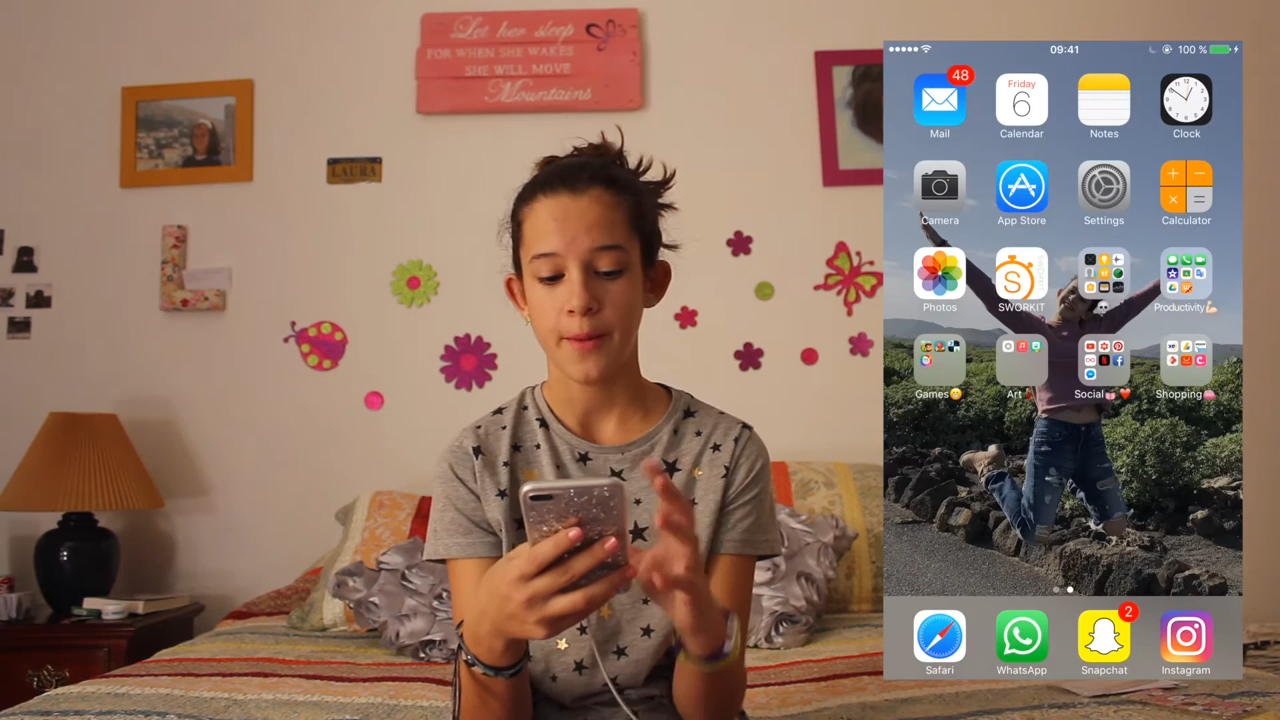 Let her sleep
FOR WHEN SHE WAKES
SHE WILL MOVE
Mountains
LAURA
L
09:41
100 %
48
Mail
Friday
6
Calendar
Notes
Clock
Camera
App Store
Settings
Calculator
Photos
SWORKIT
SWORKIT
Productivity💪🏻
Games😁
Art💃
Social💌❤️
Shopping👛
2
Safari
WhatsApp
Snapchat
Instagram